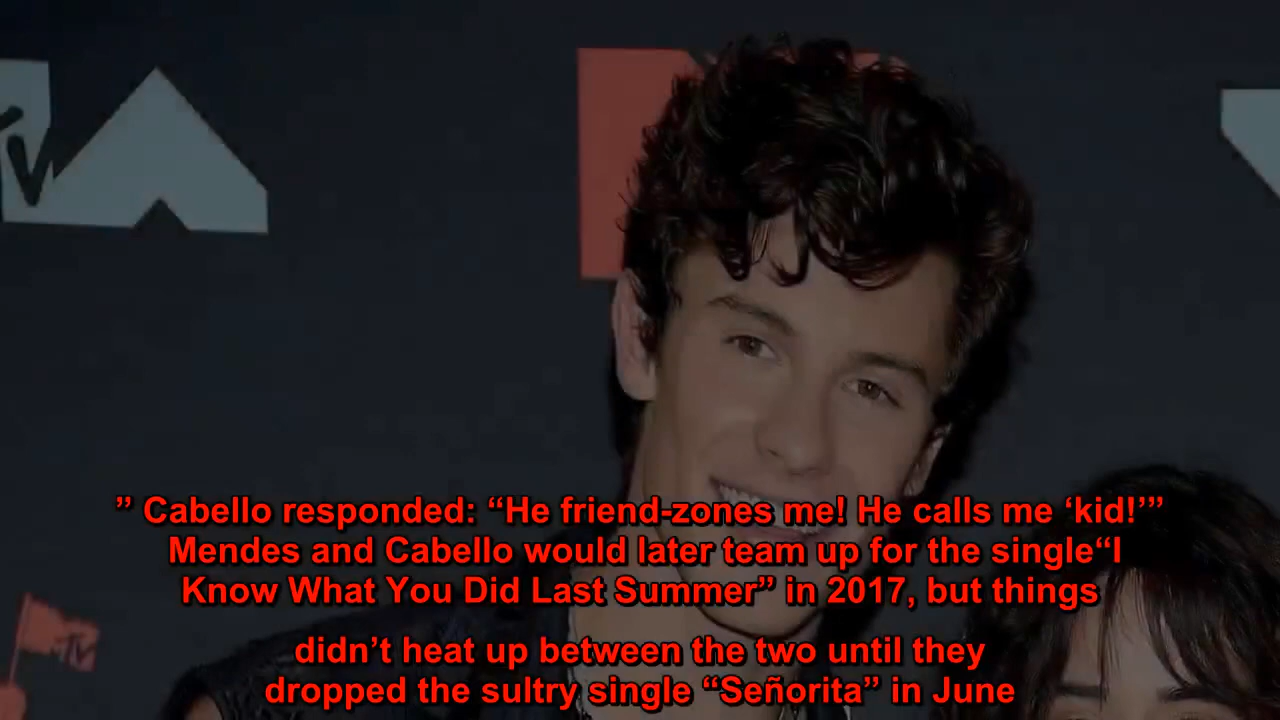 MTV
” Cabello responded: “He friend-zones me! He calls me ‘kid!’”
Mendes and Cabello would later team up for the single“I
Know What You Did Last Summer” in 2017, but things
didn’t heat up between the two until they
dropped the sultry single “Señorita” in June